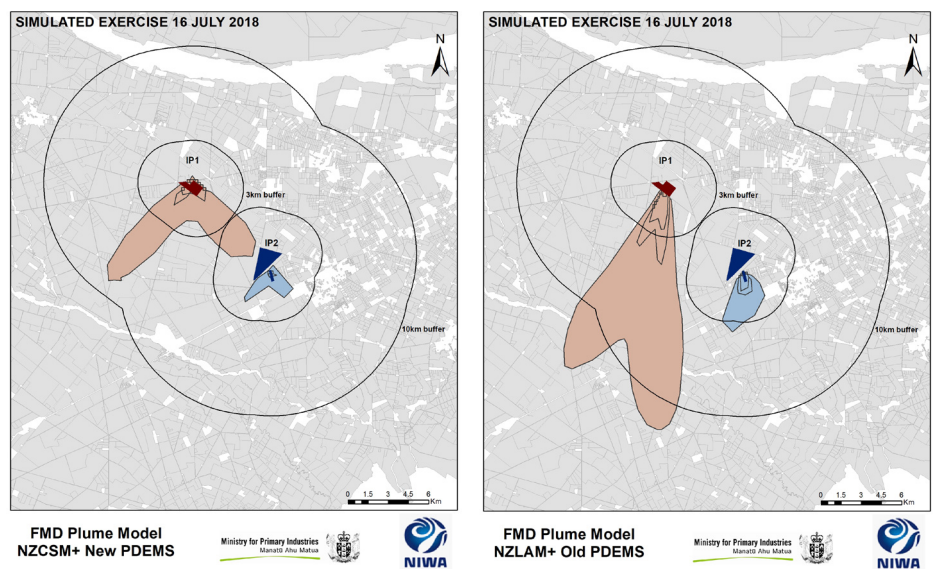 SIMULATED EXERCISE 16 JULY 2018
N
IP1
3km buffer
IP2
10km buffer
0 1.5 3 4.5 6
Km
FMD Plume Model
NZCSM+ New PDEMS
Ministry for Primary Industries
Manatū Ahu Matua
NIWA
SIMULATED EXERCISE 16 JULY 2018
N
IP1
3km buffer
IP2
10km buffer
0 1.5 3 4.5 6
Km
FMD Plume Model
NZLAM+ Old PDEMS
Ministry for Primary Industries
Manatū Ahu Matua
NIWA